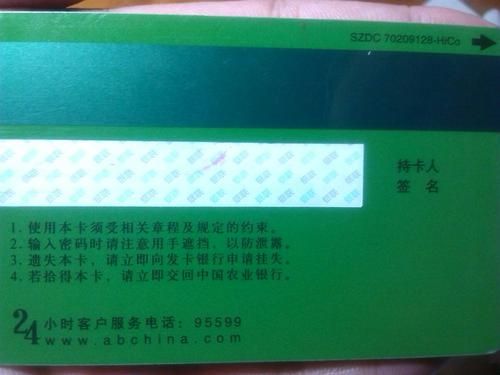 SZDC 70209128-HiCo
持卡人
签 名
1. 使用本卡须受相关章程及规定的约束。
2. 输入密码时请注意用手遮挡，以防泄露。
3. 遗失本卡，请立即向发卡银行申请挂失。
4. 若拾得本卡，请立即交回中国农业银行。
24小时客户服务电话：95599
www.abchina.com